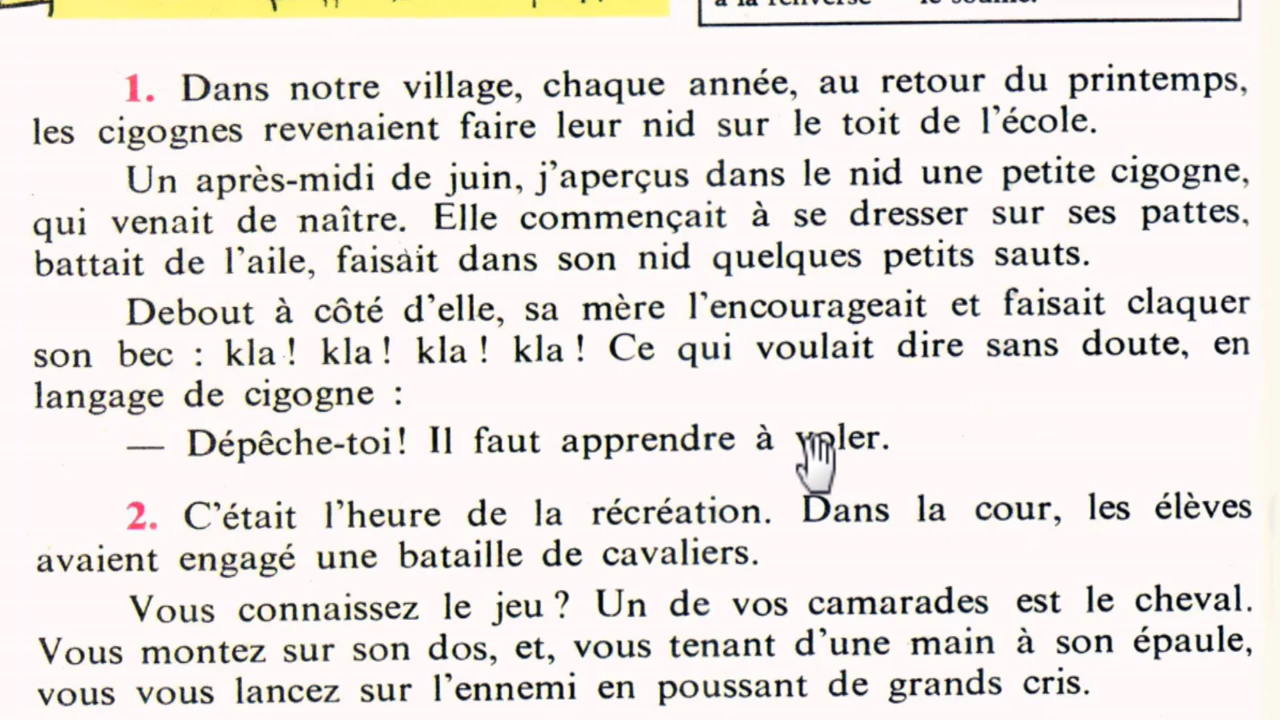 à la renverse le souffle.
1. Dans notre village, chaque année, au retour du printemps,
les cigognes revenaient faire leur nid sur le toit de l'école.
Un après-midi de juin, j'aperçus dans le nid une petite cigogne,
qui venait de naître. Elle commençait à se dresser sur ses pattes,
battait de l'aile, faisait dans son nid quelques petits sauts.
Debout à côté d'elle, sa mère l'encourageait et faisait claquer
son bec : kla ! kla ! kla ! kla ! Ce qui voulait dire sans doute, en
langage de cigogne :
— Dépêche-toi! Il faut apprendre à voler.
2. C'était l'heure de la récréation. Dans la cour, les élèves
avaient engagé une bataille de cavaliers.
Vous connaissez le jeu ? Un de vos camarades est le cheval.
Vous montez sur son dos, et, vous tenant d'une main à son épaule,
vous vous lancez sur l'ennemi en poussant de grands cris.